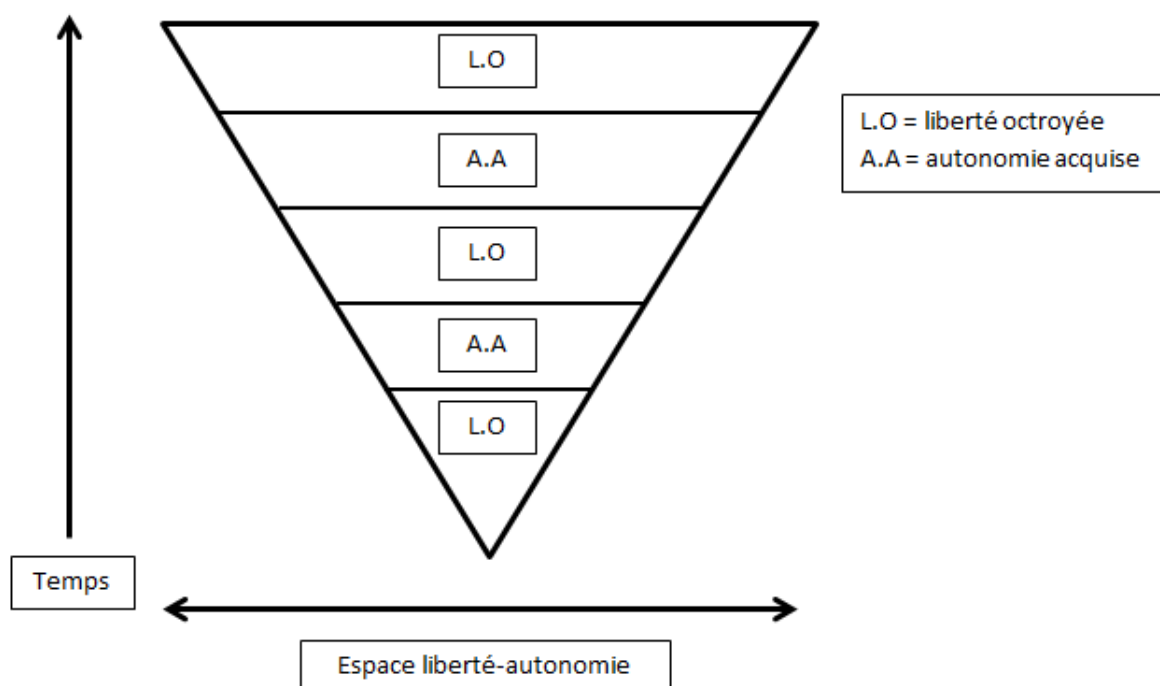 L.O
A.A
L.O
A.A
L.O
L.O = liberté octroyée
A.A = autonomie acquise
Temps
Espace liberté-autonomie